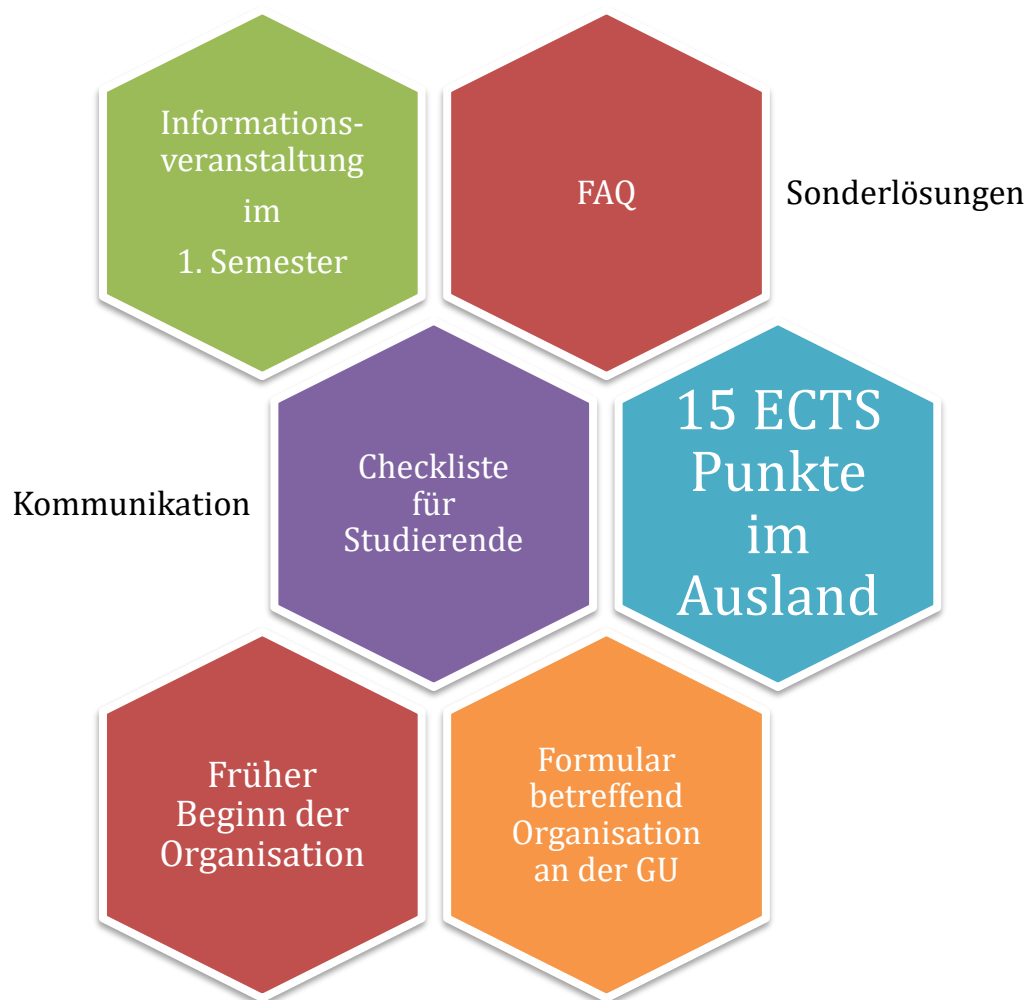 Informations-
veranstaltung
im
1. Semester
FAQ
Sonderlösungen
Kommunikation
Checkliste
für
Studierende
15 ECTS
Punkte
im
Ausland
Früher
Beginn der
Organisation
Formular
betreffend
Organisation
an der GU